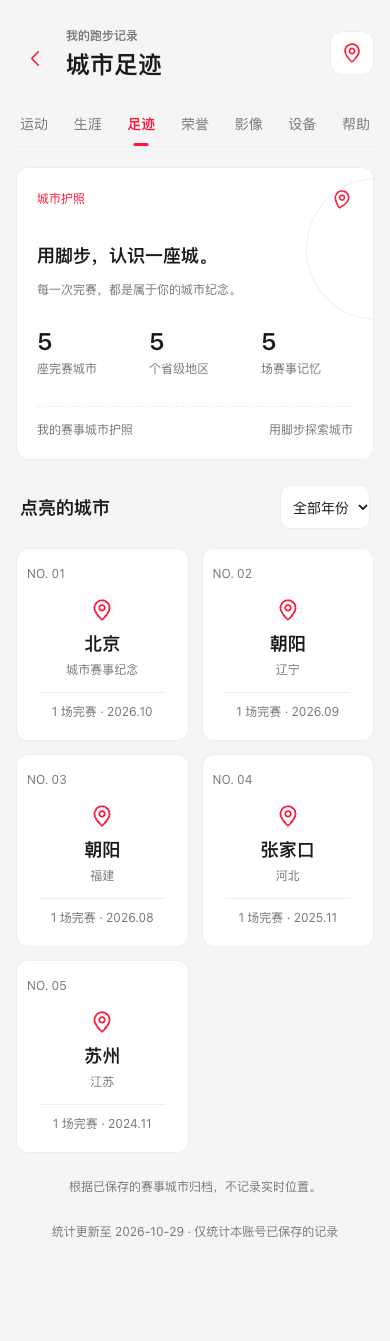 我的跑步记录
城市足迹
运动 生涯 足迹 荣誉 影像 设备 帮助
城市护照
用脚步，认识一座城。
每一次完赛，都是属于你的城市纪念。
5 5 5
座完赛城市 个省级地区 场赛事记忆
我的赛事城市护照 用脚步探索城市
点亮的城市 全部年份
NO. 01
北京
城市赛事纪念
1 场完赛 · 2026.10
NO. 02
朝阳
辽宁
1 场完赛 · 2026.09
NO. 03
朝阳
福建
1 场完赛 · 2026.08
NO. 04
张家口
河北
1 场完赛 · 2025.11
NO. 05
苏州
江苏
1 场完赛 · 2024.11
根据已保存的赛事城市归档，不记录实时位置。
统计更新至 2026-10-29 · 仅统计本账号已保存的记录